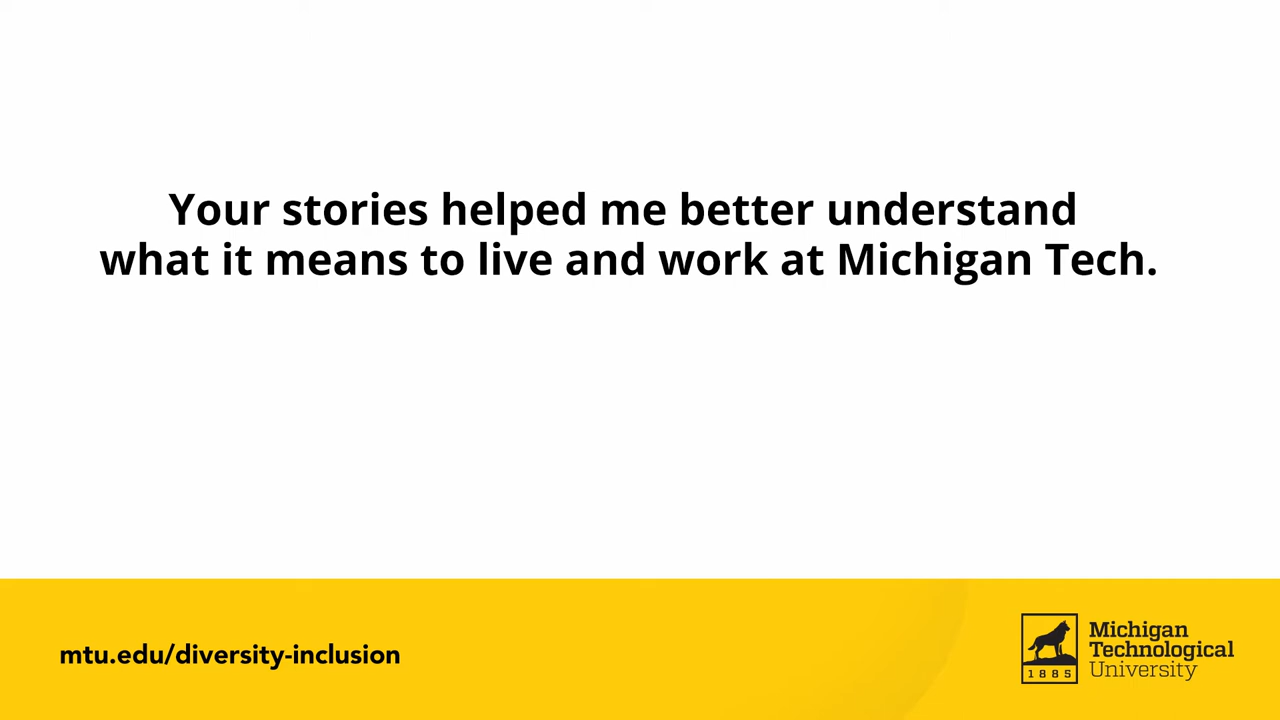 Your stories helped me better understand
what it means to live and work at Michigan Tech.
mtu.edu/diversity-inclusion
1885
Michigan
Technological
University